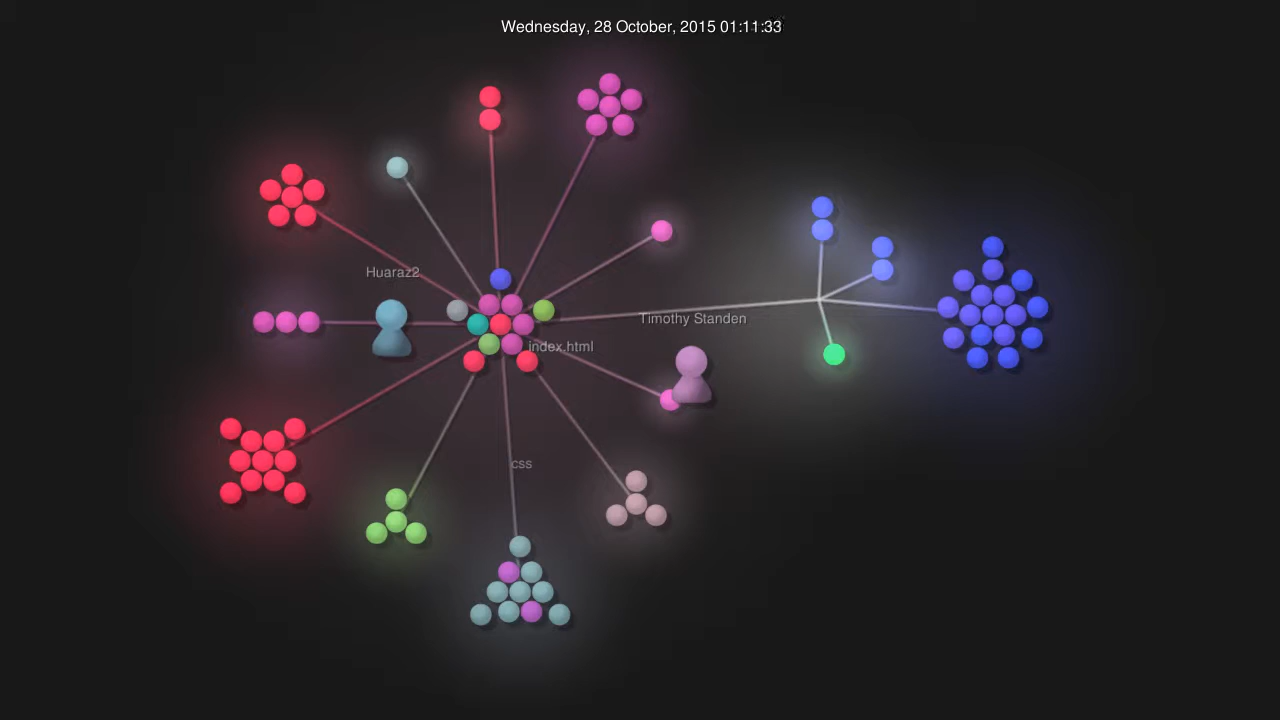 Wednesday, 28 October, 2015 01:11:33
Huaraz2
Timothy Standen
index.html
css